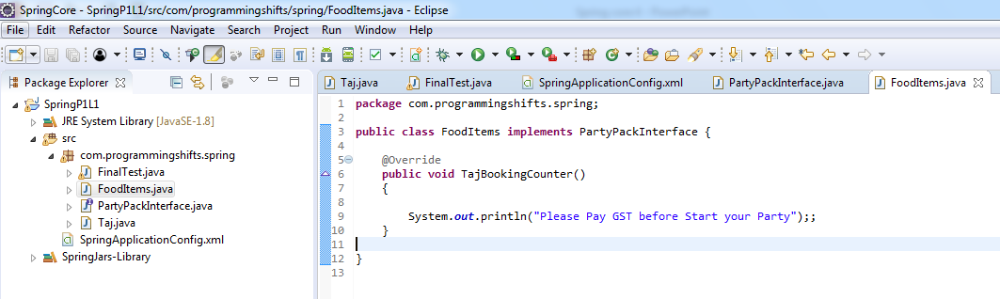 SpringCore - SpringP1L1/src/com/programmingshifts/spring/FoodItems.java - Eclipse
File Edit Refactor Source Navigate Search Project Run Window Help
Package Explorer
SpringP1L1
JRE System Library [JavaSE-1.8]
src
com.programmingshifts.spring
FinalTest.java
FoodItems.java
PartyPackInterface.java
Taj.java
SpringApplicationConfig.xml
SpringJars-Library
Taj.java FinalTest.java SpringApplicationConfig.xml PartyPackInterface.java FoodItems.java
1 package com.programmingshifts.spring;
2
3 public class FoodItems implements PartyPackInterface {
4
5 @Override
6 public void TajBookingCounter()
7 {
8
9 System.out.println("Please Pay GST before Start your Party");;
10 }
11
12 }
13